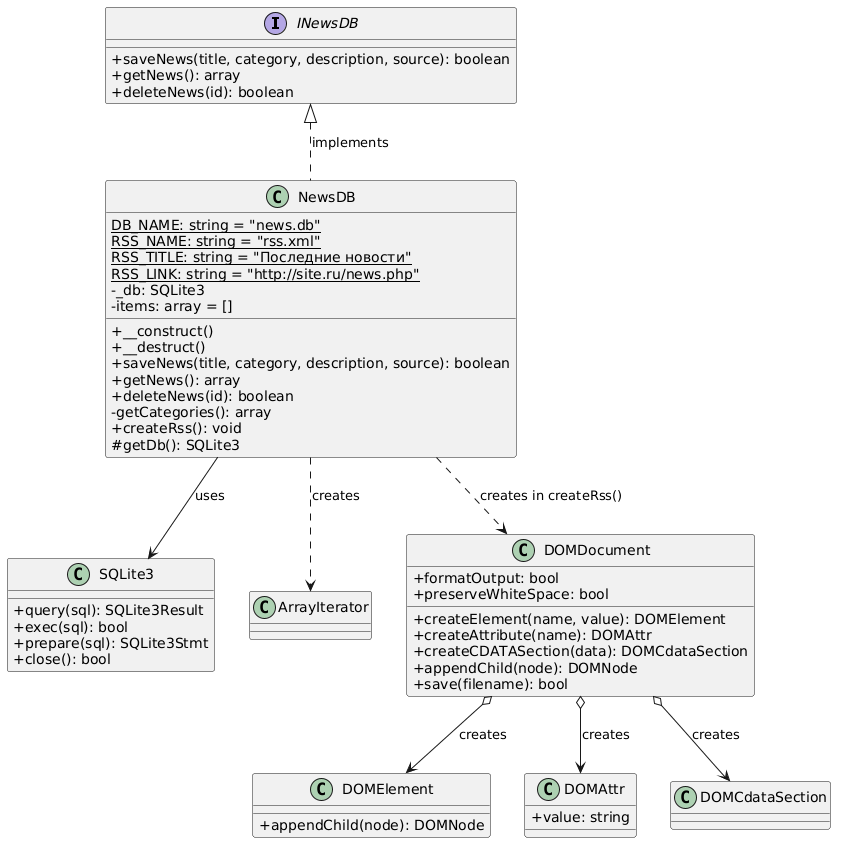 I INewsDB
+saveNews(title, category, description, source): boolean
+getNews(): array
+deleteNews(id): boolean
implements
C NewsDB
DB_NAME: string = "news.db"
RSS_NAME: string = "rss.xml"
RSS_TITLE: string = "Последние новости"
RSS_LINK: string = "http://site.ru/news.php"
-_db: SQLite3
-items: array = []
+__construct()
+__destruct()
+saveNews(title, category, description, source): boolean
+getNews(): array
+deleteNews(id): boolean
-getCategories(): array
+createRss(): void
#getDb(): SQLite3
uses
creates
creates in createRss()
C SQLite3
+query(sql): SQLite3Result
+exec(sql): bool
+prepare(sql): SQLite3Stmt
+close(): bool
C ArrayIterator
C DOMDocument
+formatOutput: bool
+preserveWhiteSpace: bool
+createElement(name, value): DOMElement
+createAttribute(name): DOMAttr
+createCDATASection(data): DOMCdataSection
+appendChild(node): DOMNode
+save(filename): bool
creates
creates
creates
C DOMElement
+appendChild(node): DOMNode
C DOMAttr
+value: string
C DOMCdataSection